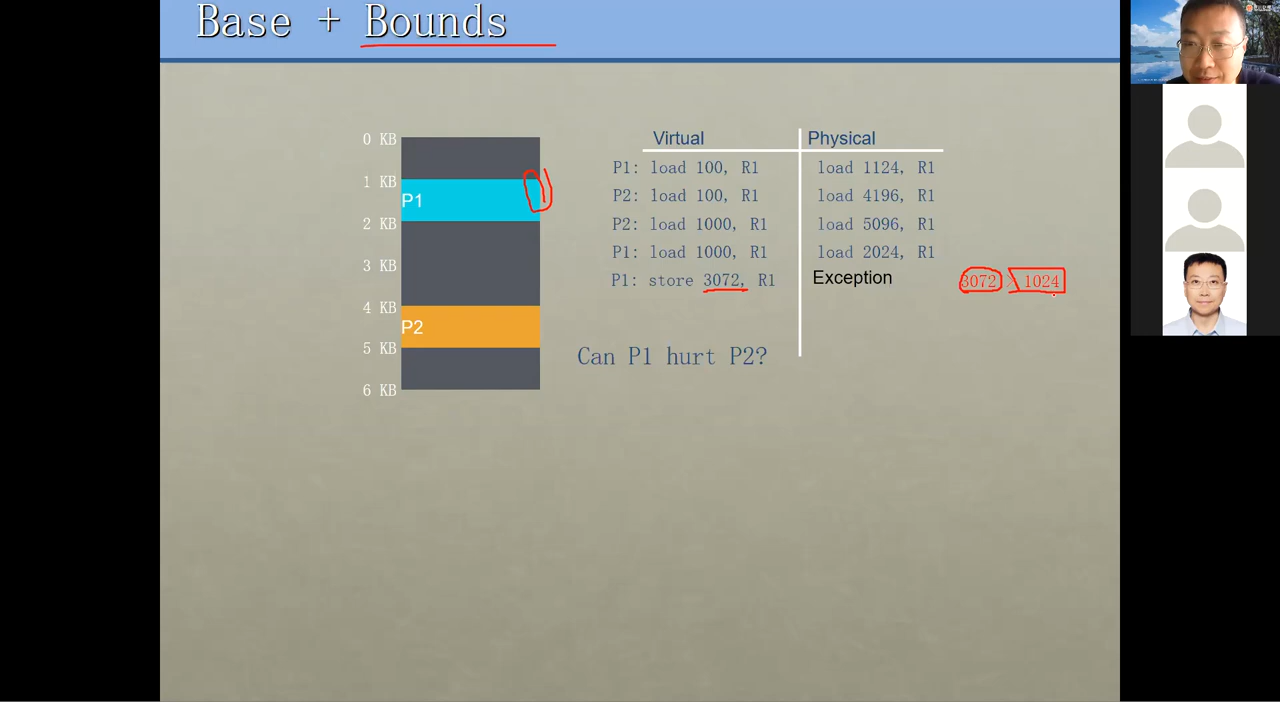 Base + Bounds
0 KB
1 KB
P1
2 KB
3 KB
4 KB
P2
5 KB
6 KB
Virtual Physical
P1: load 100, R1 load 1124, R1
P2: load 100, R1 load 4196, R1
P2: load 1000, R1 load 5096, R1
P1: load 1000, R1 load 2024, R1
P1: store 3072, R1 Exception 3072 > 1024
Can P1 hurt P2?